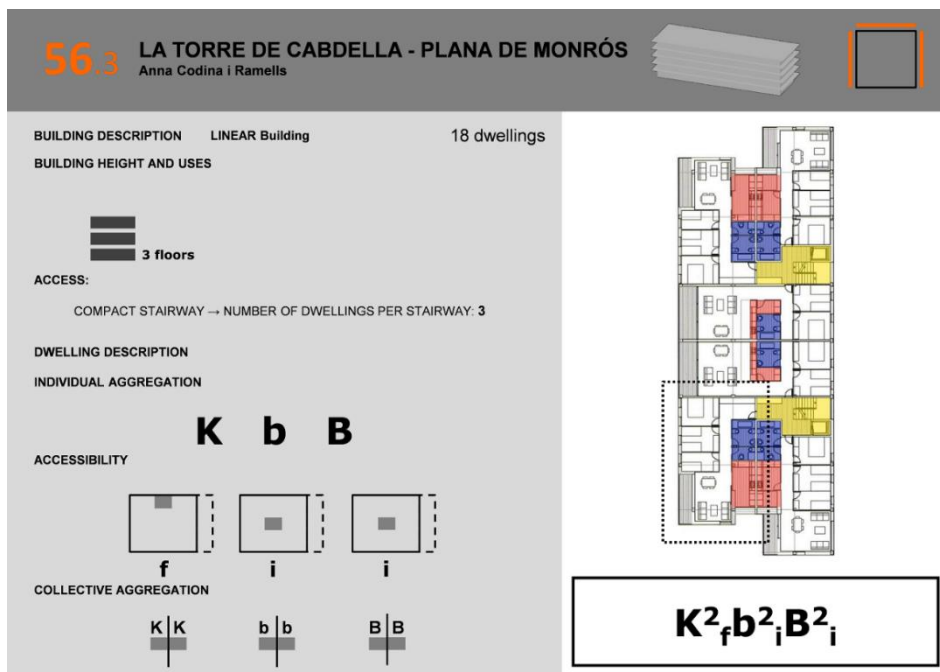 56.3 LA TORRE DE CABDELLA - PLANA DE MONRÓS
Anna Codina i Ramells
BUILDING DESCRIPTION LINEAR Building 18 dwellings
BUILDING HEIGHT AND USES
3 floors
ACCESS:
COMPACT STAIRWAY → NUMBER OF DWELLINGS PER STAIRWAY: 3
DWELLING DESCRIPTION
INDIVIDUAL AGGREGATION
K b B
ACCESSIBILITY
f i i
COLLECTIVE AGGREGATION
K K b b B B
K²fb²iB²i